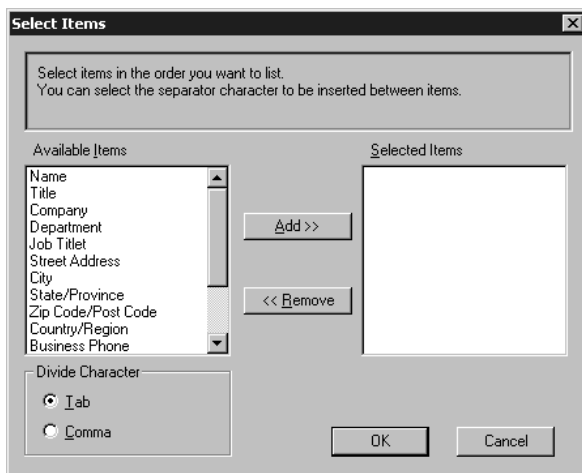 Select Items
Select items in the order you want to list.
You can select the separator character to be inserted between items.
Available Items
Selected Items
Name
Title
Company
Department
Job Titlet
Street Address
City
State/Province
Zip Code/Post Code
Country/Region
Business Phone
Add >>
<< Remove
Divide Character
Tab
Comma
OK
Cancel